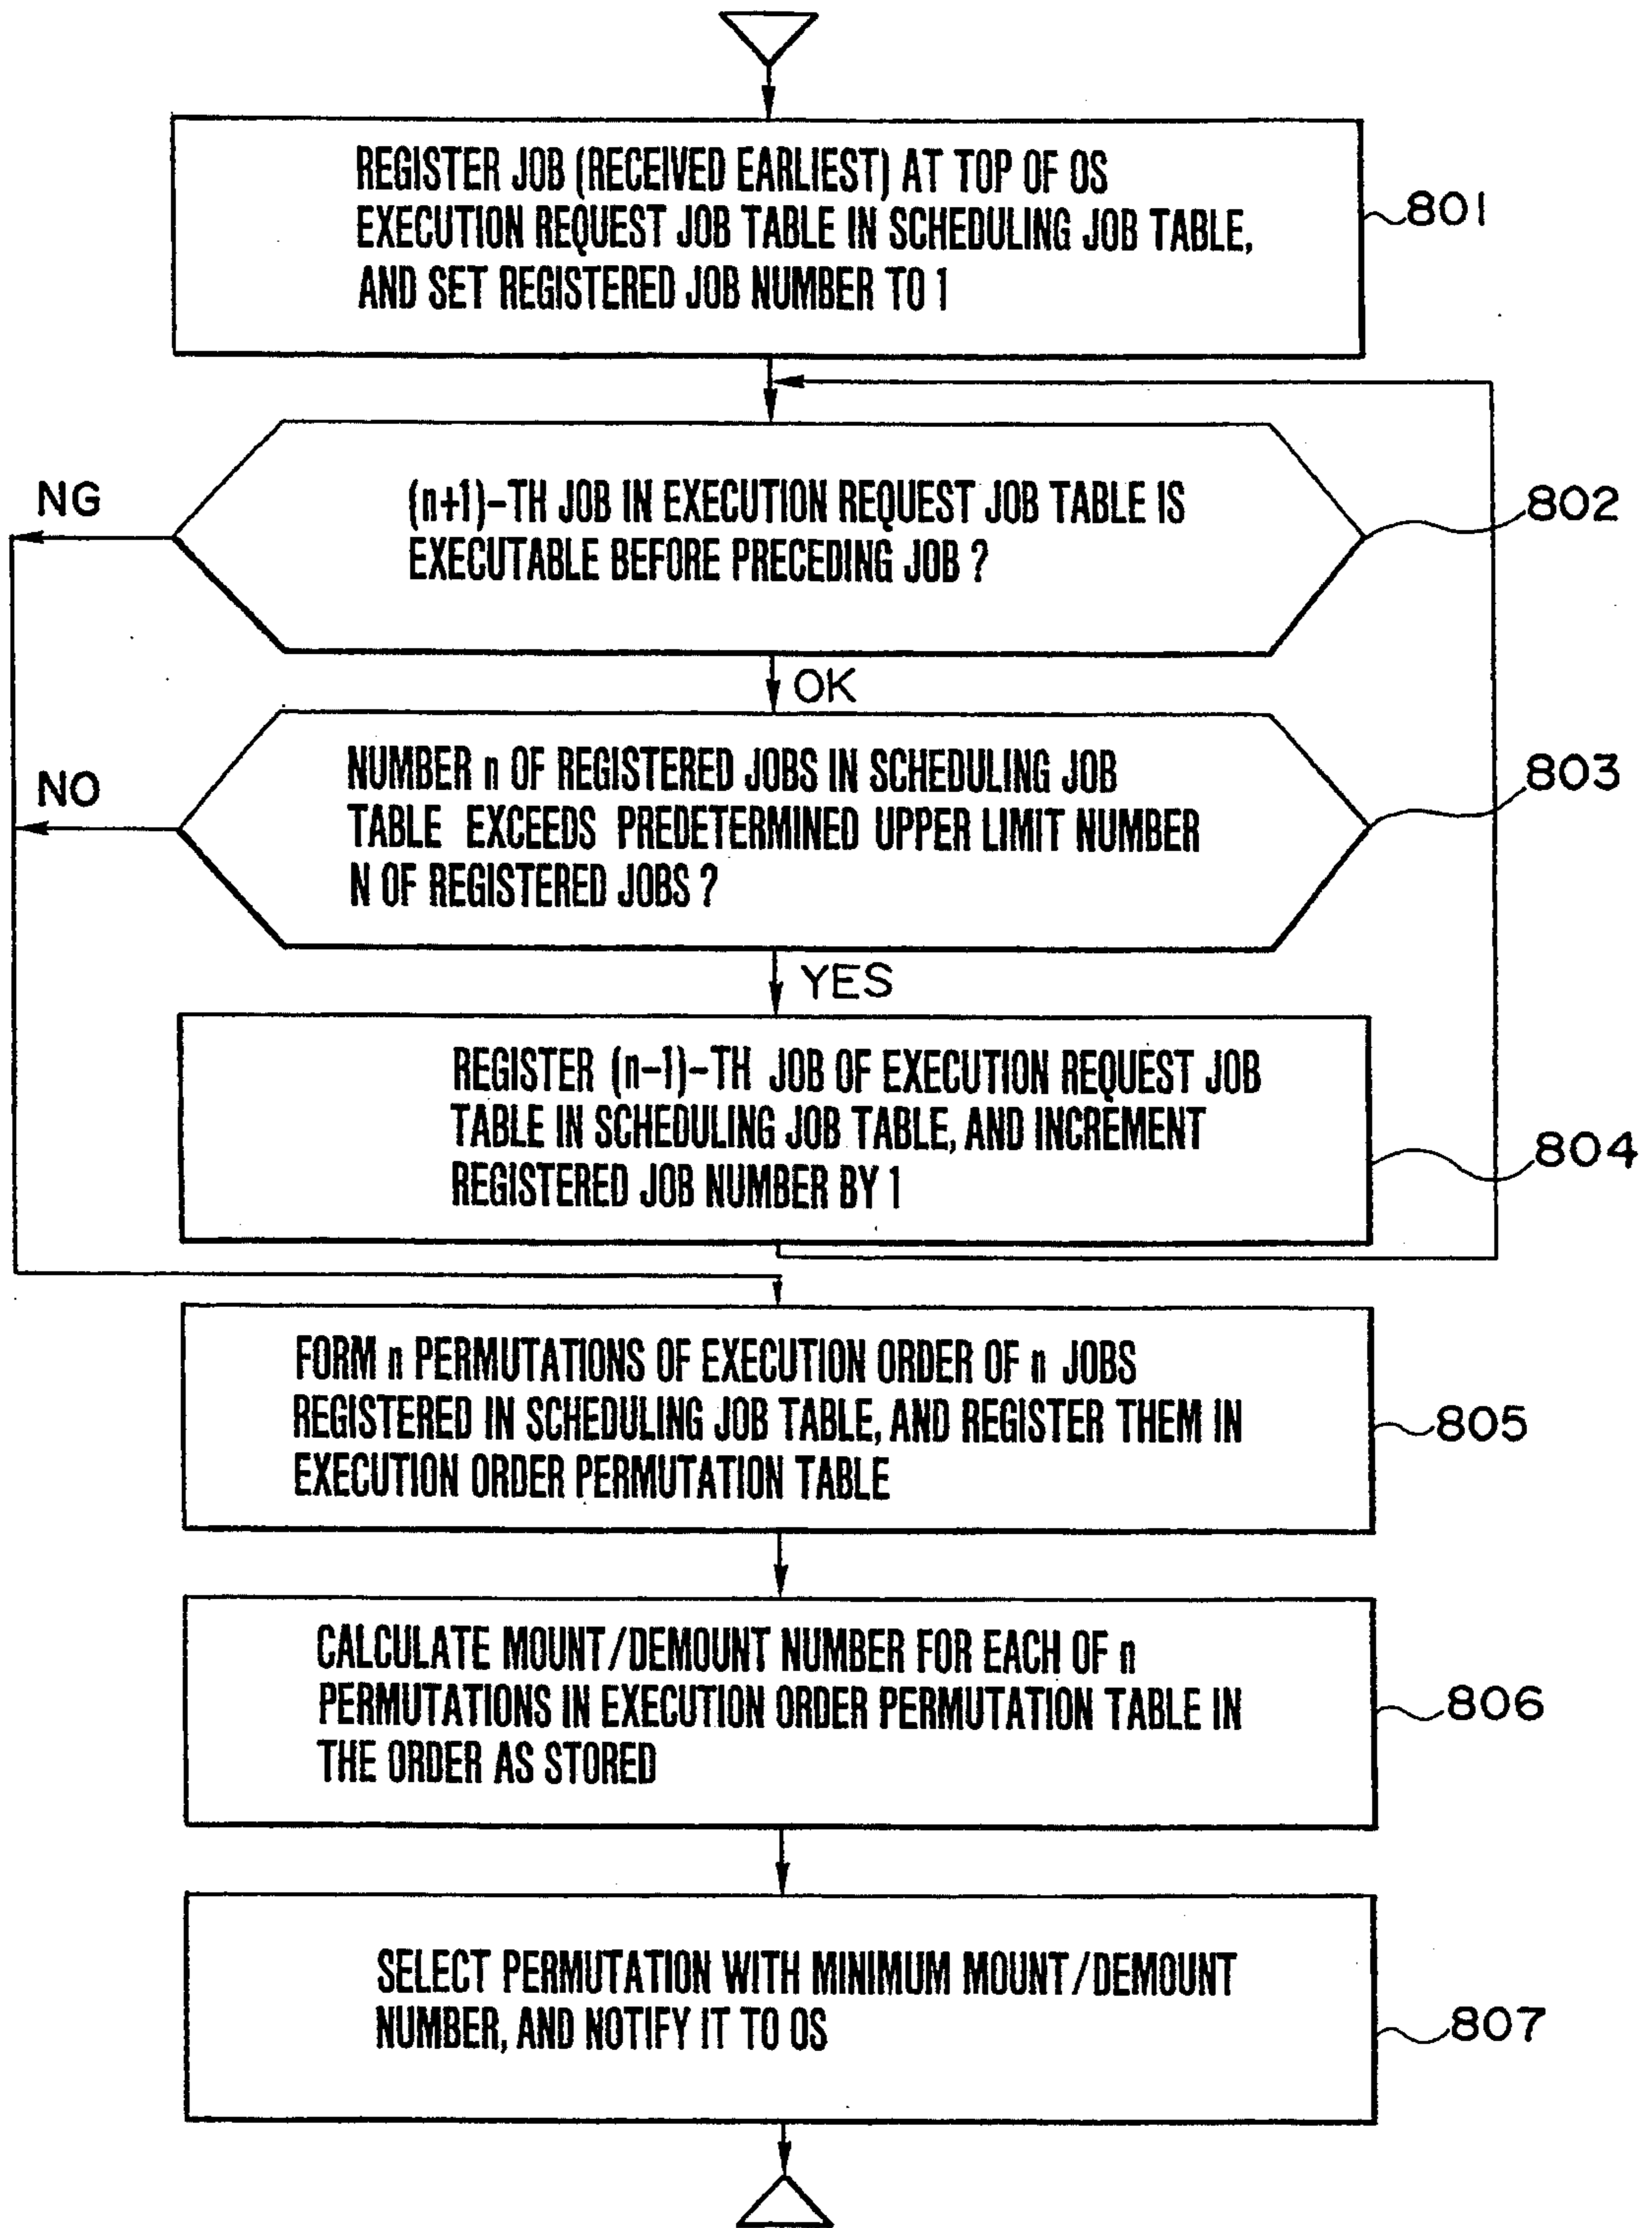 REGISTER JOB (RECEIVED EARLIEST) AT TOP OF OS
EXECUTION REQUEST JOB TABLE IN SCHEDULING JOB TABLE,
AND SET REGISTERED JOB NUMBER TO 1
801
NG
(n+1)-TH JOB IN EXECUTION REQUEST JOB TABLE IS
EXECUTABLE BEFORE PRECEDING JOB ?
802
OK
NO
NUMBER n OF REGISTERED JOBS IN SCHEDULING JOB
TABLE EXCEEDS PREDETERMINED UPPER LIMIT NUMBER
N OF REGISTERED JOBS ?
803
YES
REGISTER (n-1)-TH JOB OF EXECUTION REQUEST JOB
TABLE IN SCHEDULING JOB TABLE, AND INCREMENT
REGISTERED JOB NUMBER BY 1
804
FORM n PERMUTATIONS OF EXECUTION ORDER OF n JOBS
REGISTERED IN SCHEDULING JOB TABLE, AND REGISTER THEM IN
EXECUTION ORDER PERMUTATION TABLE
805
CALCULATE MOUNT/DEMOUNT NUMBER FOR EACH OF n
PERMUTATIONS IN EXECUTION ORDER PERMUTATION TABLE IN
THE ORDER AS STORED
806
SELECT PERMUTATION WITH MINIMUM MOUNT/DEMOUNT
NUMBER, AND NOTIFY IT TO OS
807